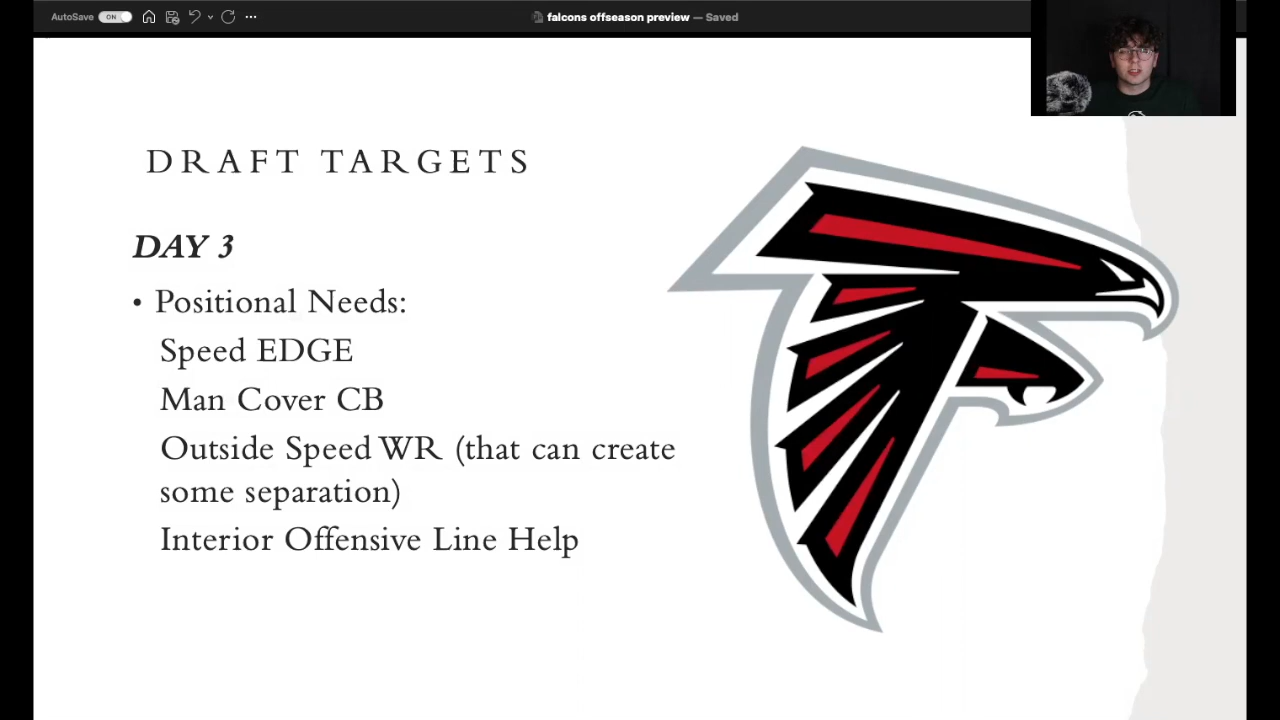 AutoSave ON falcons offseason preview — Saved
DRAFT TARGETS
DAY 3
• Positional Needs:
Speed EDGE
Man Cover CB
Outside Speed WR (that can create
some separation)
Interior Offensive Line Help